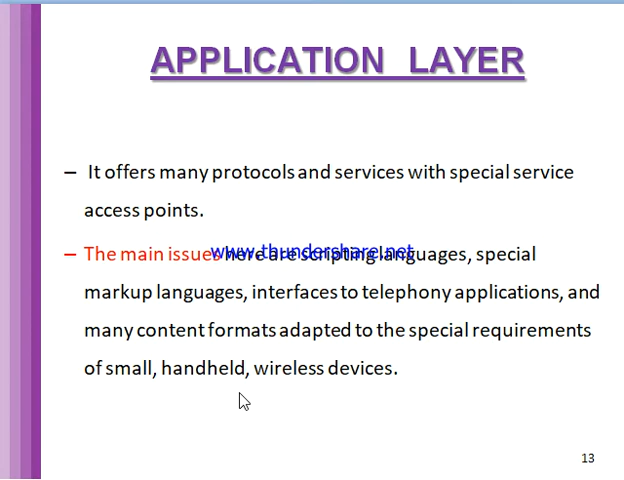 APPLICATION LAYER
– It offers many protocols and services with special service
access points.
– The main issues here are scripting languages, special
www.thundershare.net
markup languages, interfaces to telephony applications, and
many content formats adapted to the special requirements
of small, handheld, wireless devices.
13